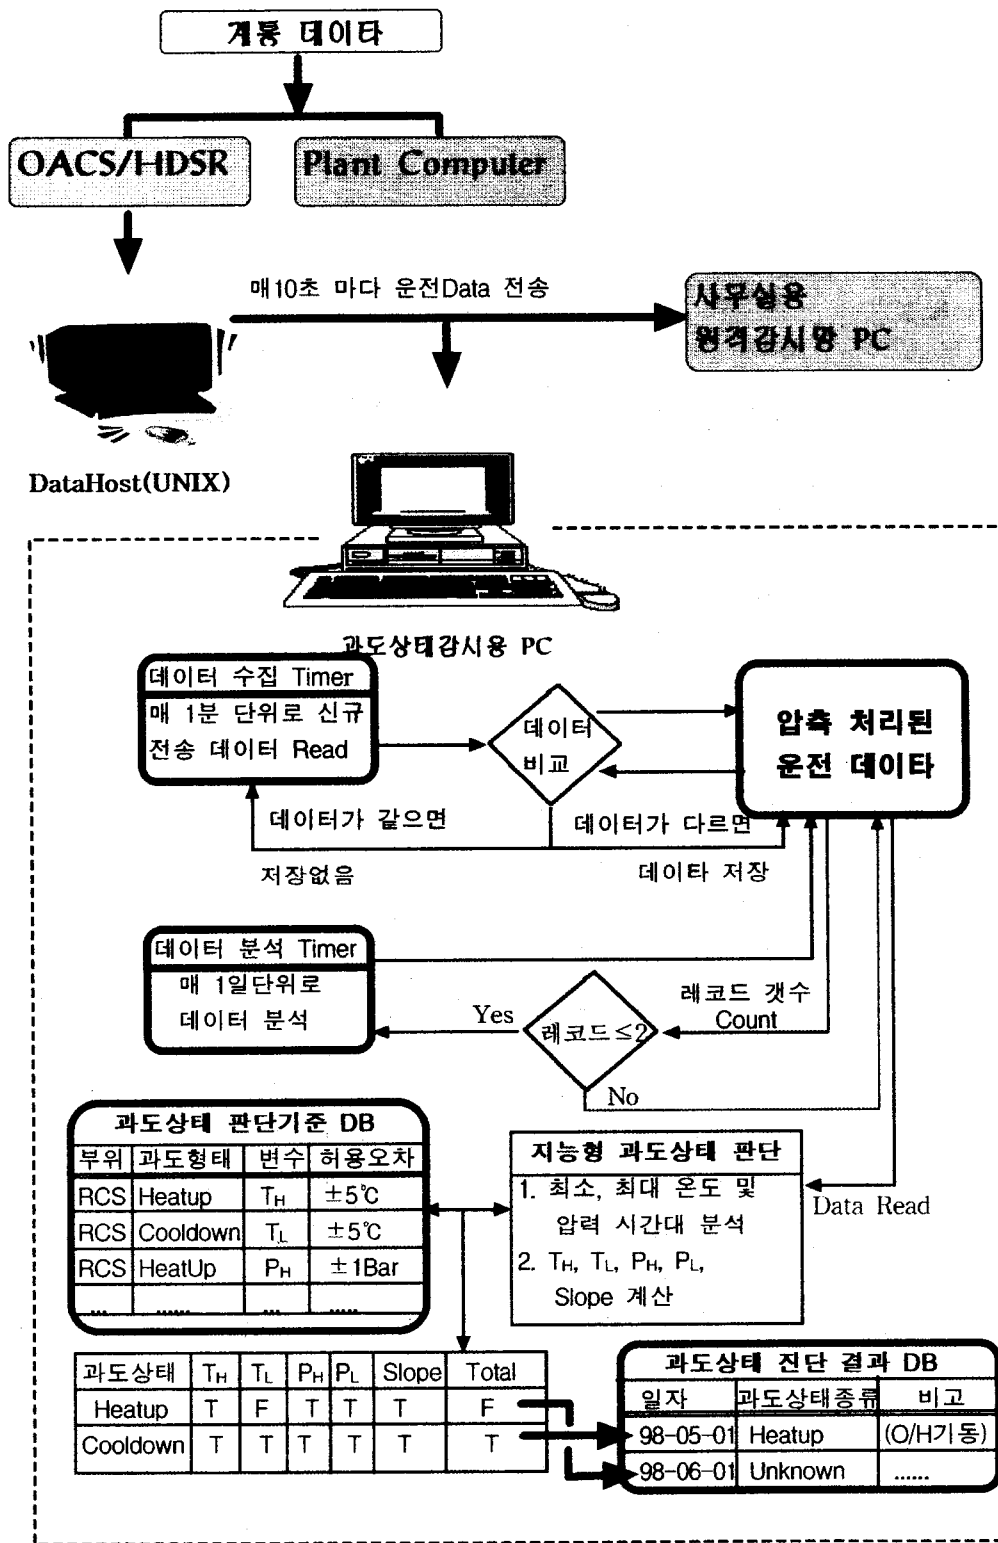 계통 데이타
OACS/HDSR
Plant Computer
매10초 마다 운전Data 전송
사무실용
원격감시망 PC
DataHost(UNIX)
과도상태감시용 PC
데이터 수집 Timer
매 1분 단위로 신규
전송 데이터 Read
데이터
비교
압축 처리된
운전 데이타
데이터가 같으면
데이터가 다르면
저장없음
데이타 저장
데이터 분석 Timer
매 1일단위로
데이터 분석
Yes
레코드≤2
레코드 갯수
Count
No
과도상태 판단기준 DB
부위 과도형태 변수 허용오차
RCS Heatup TH ±5℃
RCS Cooldown TL ±5℃
RCS HeatUp PH ±1Bar
... ...... ... .....
지능형 과도상태 판단
1. 최소, 최대 온도 및
압력 시간대 분석
2. TH, TL, PH, PL,
Slope 계산
Data Read
과도상태 TH TL PH PL Slope Total
Heatup T F T T T F
Cooldown T T T T T T
과도상태 진단 결과 DB
일자 과도상태종류 비고
98-05-01 Heatup (O/H기동)
98-06-01 Unknown ......